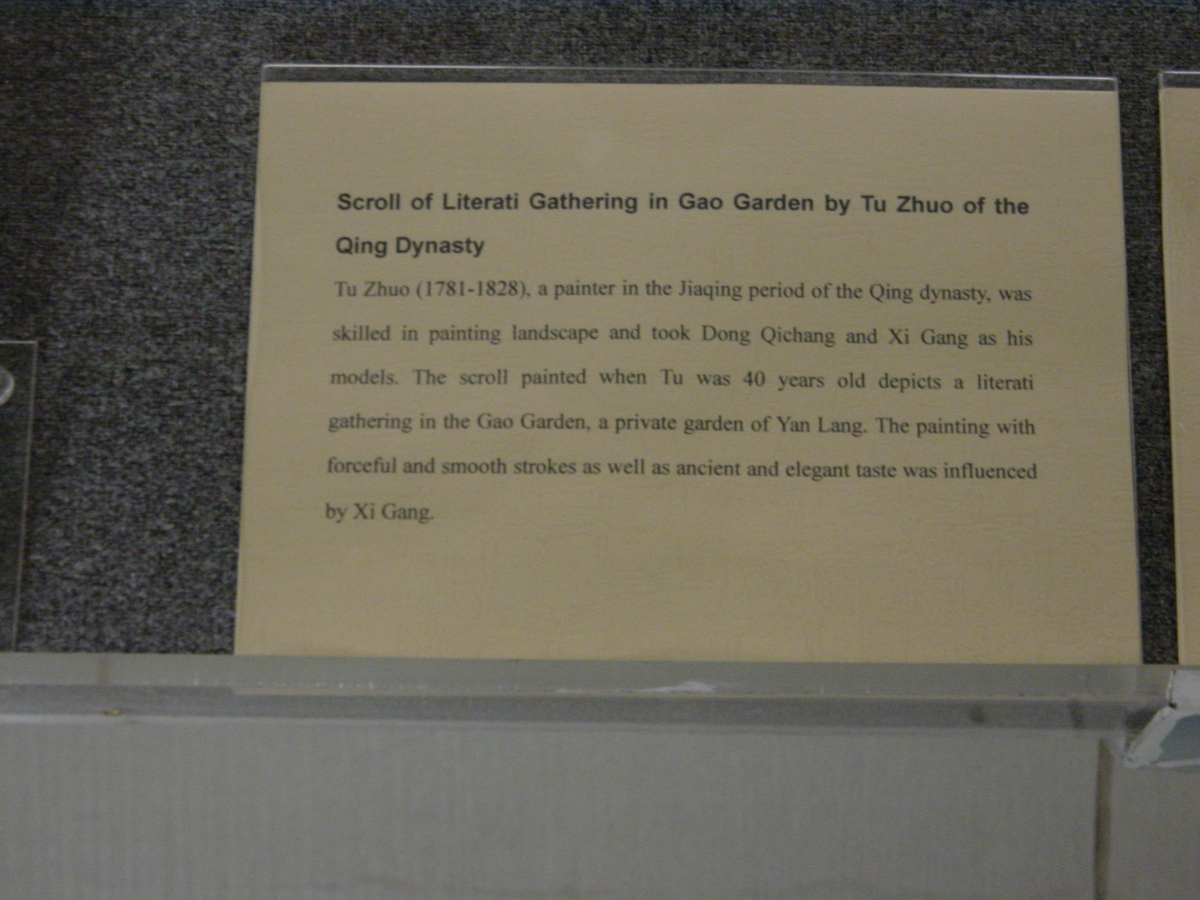 Scroll of Literati Gathering in Gao Garden by Tu Zhuo of the
Qing Dynasty
Tu Zhuo (1781-1828), a painter in the Jiaqing period of the Qing dynasty, was
skilled in painting landscape and took Dong Qichang and Xi Gang as his
models. The scroll painted when Tu was 40 years old depicts a literati
gathering in the Gao Garden, a private garden of Yan Lang. The painting with
forceful and smooth strokes as well as ancient and elegant taste was influenced
by Xi Gang.